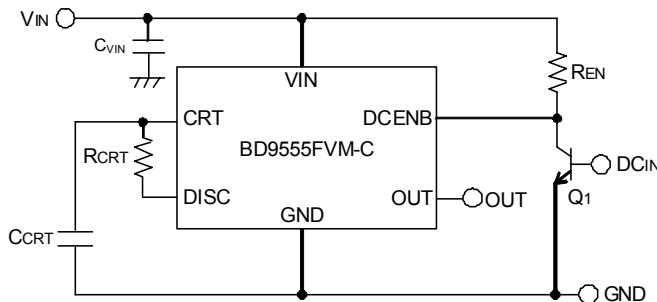 VIN
CVIN
VIN
REN
CRT
DCENB
RCRT
BD9555FVM-C
DCIN
DISC
OUT
OUT
Q1
GND
CCRT
GND